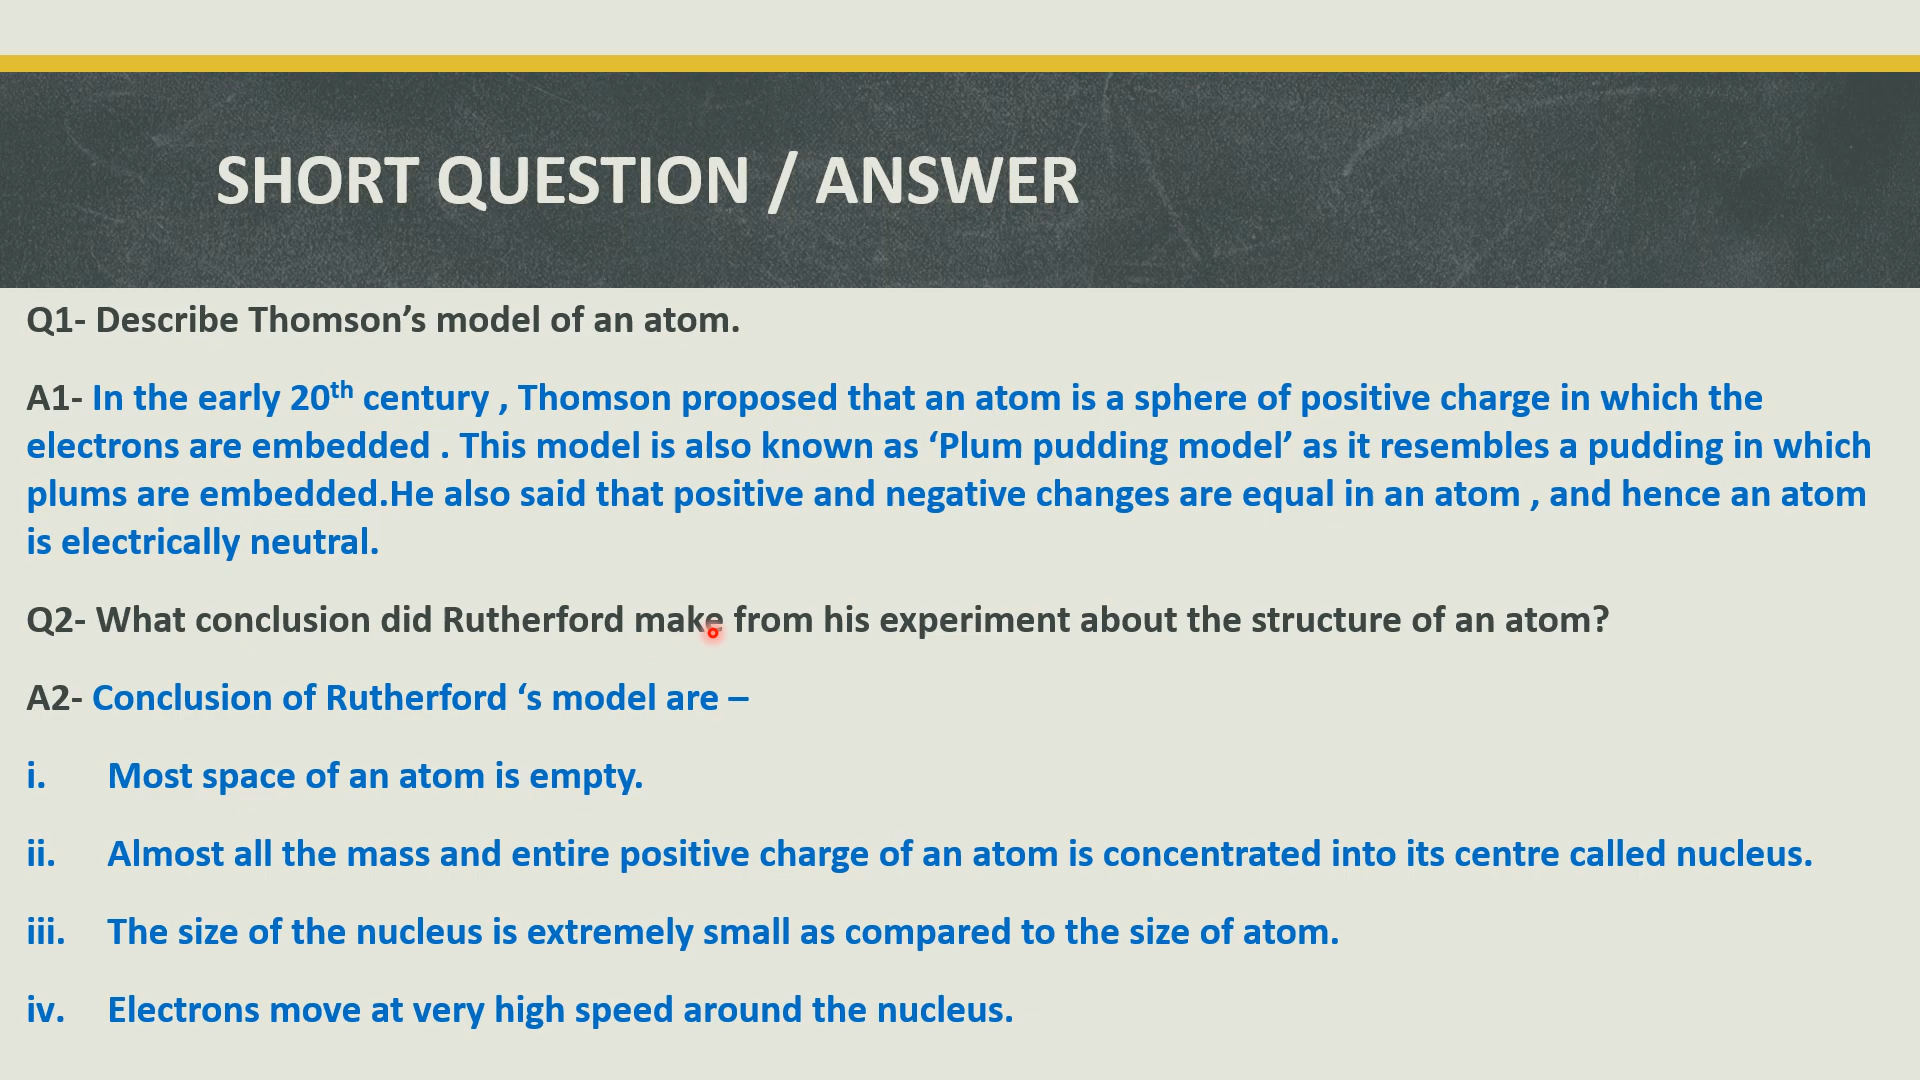 SHORT QUESTION / ANSWER
Q1- Describe Thomson’s model of an atom.
A1- In the early 20th century , Thomson proposed that an atom is a sphere of positive charge in which the
electrons are embedded . This model is also known as ‘Plum pudding model’ as it resembles a pudding in which
plums are embedded.He also said that positive and negative changes are equal in an atom , and hence an atom
is electrically neutral.
Q2- What conclusion did Rutherford make from his experiment about the structure of an atom?
A2- Conclusion of Rutherford ‘s model are –
i. Most space of an atom is empty.
ii. Almost all the mass and entire positive charge of an atom is concentrated into its centre called nucleus.
iii. The size of the nucleus is extremely small as compared to the size of atom.
iv. Electrons move at very high speed around the nucleus.